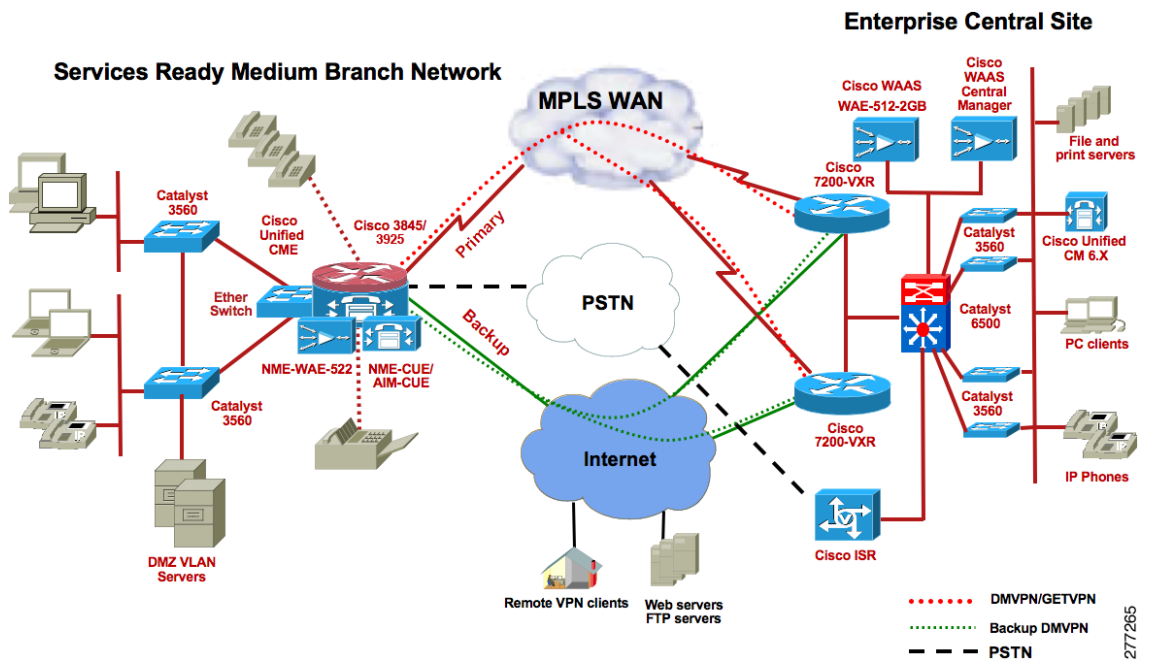 Enterprise Central Site
Services Ready Medium Branch Network
MPLS WAN
Cisco WAAS
WAE-512-2GB
Cisco
WAAS
Central
Manager
File and
print servers
Cisco
7200-VXR
Catalyst
3560
Cisco
Unified
CME
Cisco 3845/
3925
Primary
Catalyst
3560
Cisco Unified
CM 6.X
Ether
Switch
PSTN
Catalyst
6500
PC clients
Backup
NME-WAE-522
NME-CUE/
AIM-CUE
Catalyst
3560
Catalyst
3560
IP
IP
Cisco
7200-VXR
IP
IP
IP Phones
Internet
DMZ VLAN
Servers
Cisco ISR
Remote VPN clients
Web servers
FTP servers
DMVPN/GETVPN
Backup DMVPN
PSTN
277265